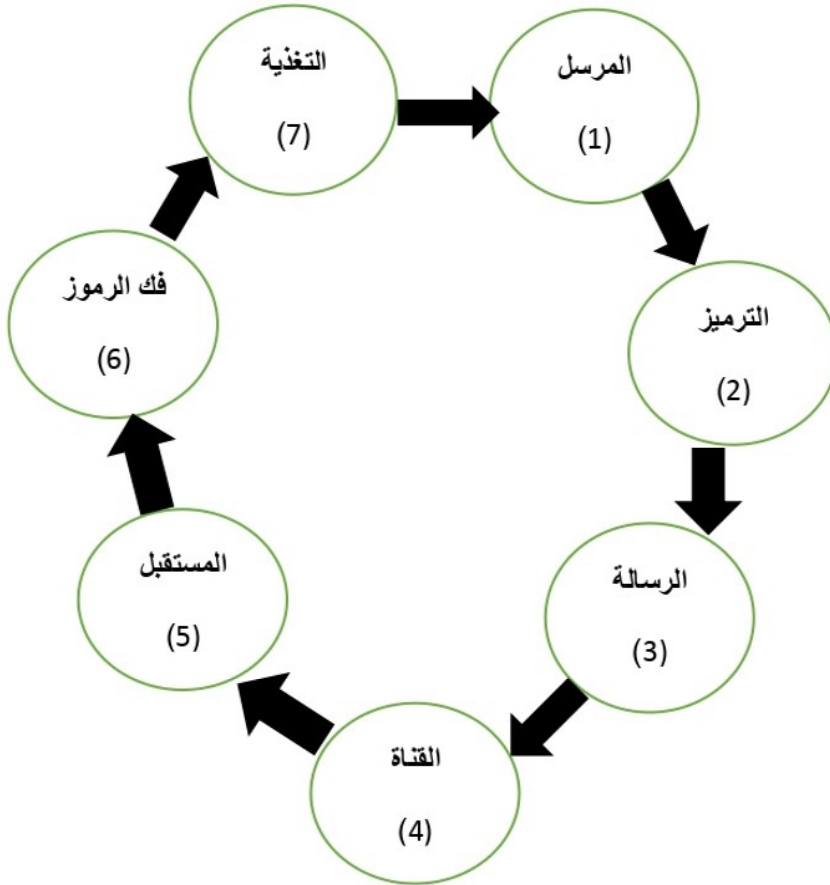 المرسل
(1)
الترميز
(2)
الرسالة
(3)
القناة
(4)
المستقبل
(5)
فك الرموز
(6)
التغذية
(7)